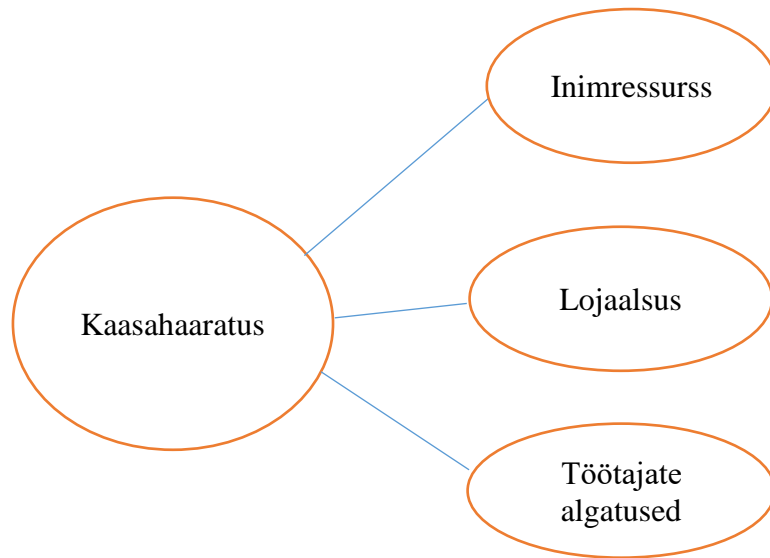 Inimressurss
Kaasahaaratus
Lojaalsus
Töötajate
algatused